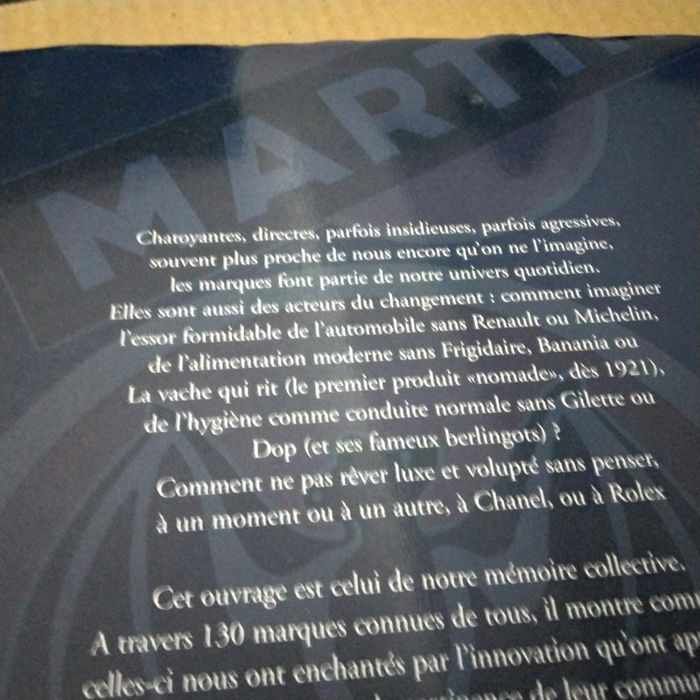 MARTI
Chatoyantes, directes, parfois insidieuses, parfois agressives,
souvent plus proche de nous encore qu'on ne l'imagine,
les marques font partie de notre univers quotidien.
Elles sont aussi des acteurs du changement : comment imaginer
l'essor formidable de l'automobile sans Renault ou Michelin,
de l'alimentation moderne sans Frigidaire, Banania ou
La vache qui rit (le premier produit «nomade», dès 1921),
de l'hygiène comme conduite normale sans Gilette ou
Dop (et ses fameux berlingots) ?
Comment ne pas rêver luxe et volupté sans penser,
à un moment ou à un autre, à Chanel, ou à Rolex
Cet ouvrage est celui de notre mémoire collective.
A travers 130 marques connues de tous, il montre com
celles-ci nous ont enchantés par l'innovation qu'ont ap
de leur comme